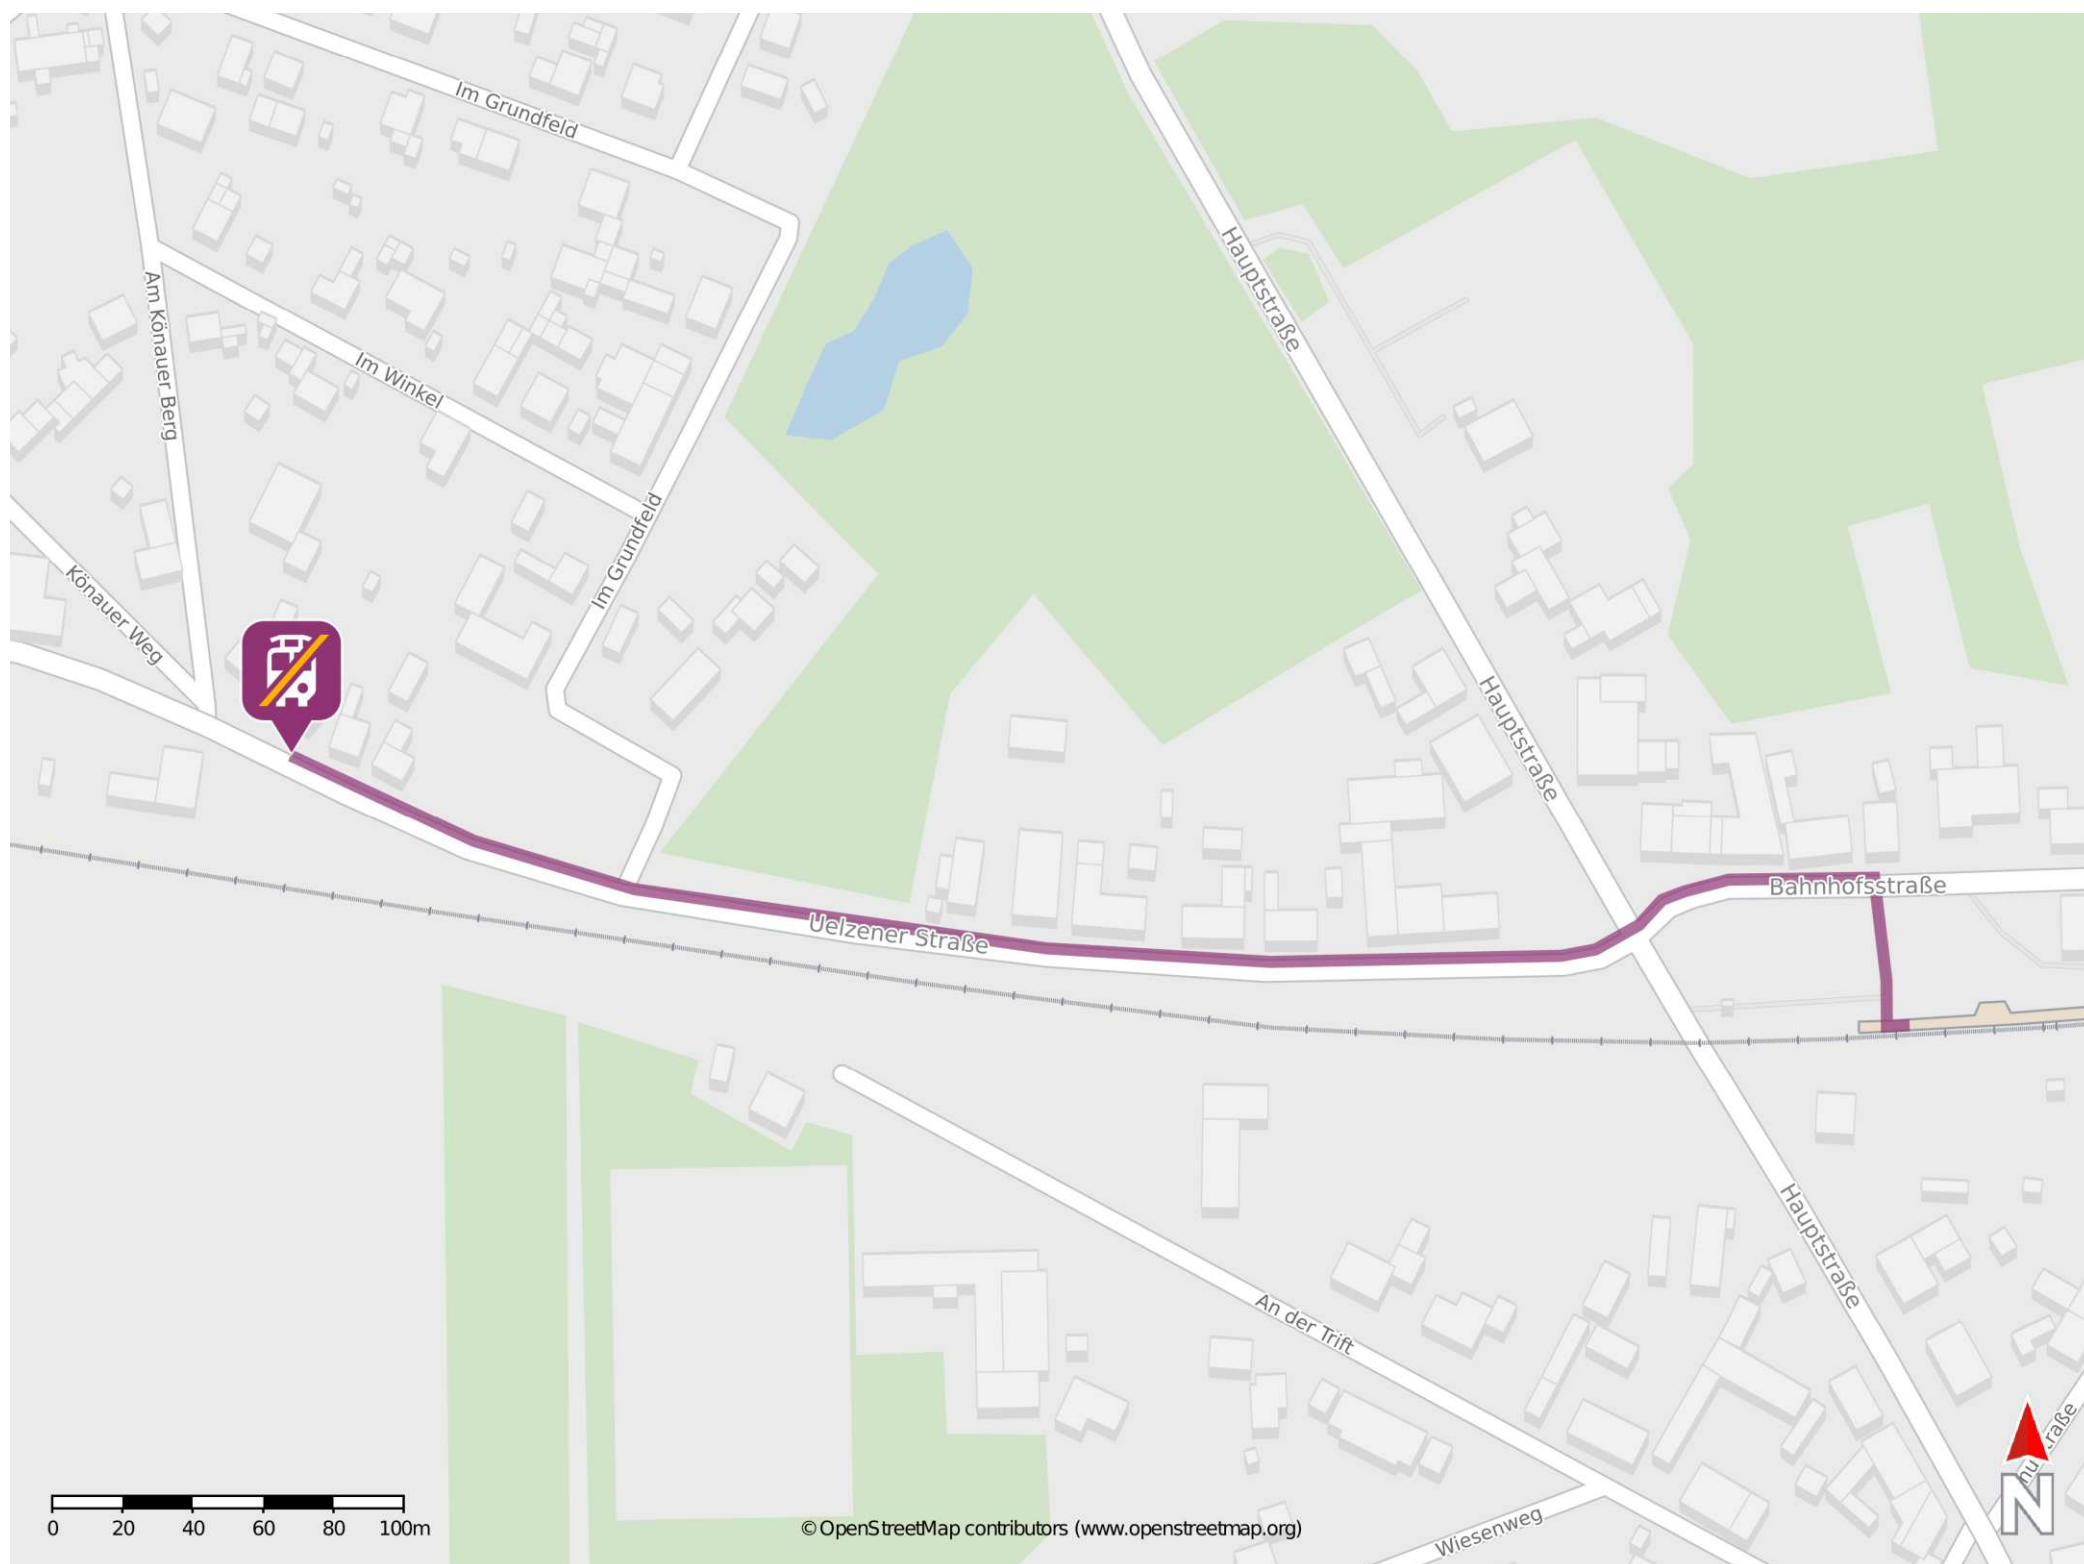 Im Grundfeld
Hauptstraße
Am Könauer Berg
Im Winkel
Im Grundfeld
Könauer Weg
Hauptstraße
Bahnhofsstraße
Uelzener Straße
Hauptstraße
An der Trift
Wiesenweg
0 20 40 60 80 100m
© OpenStreetMap contributors (www.openstreetmap.org)
N